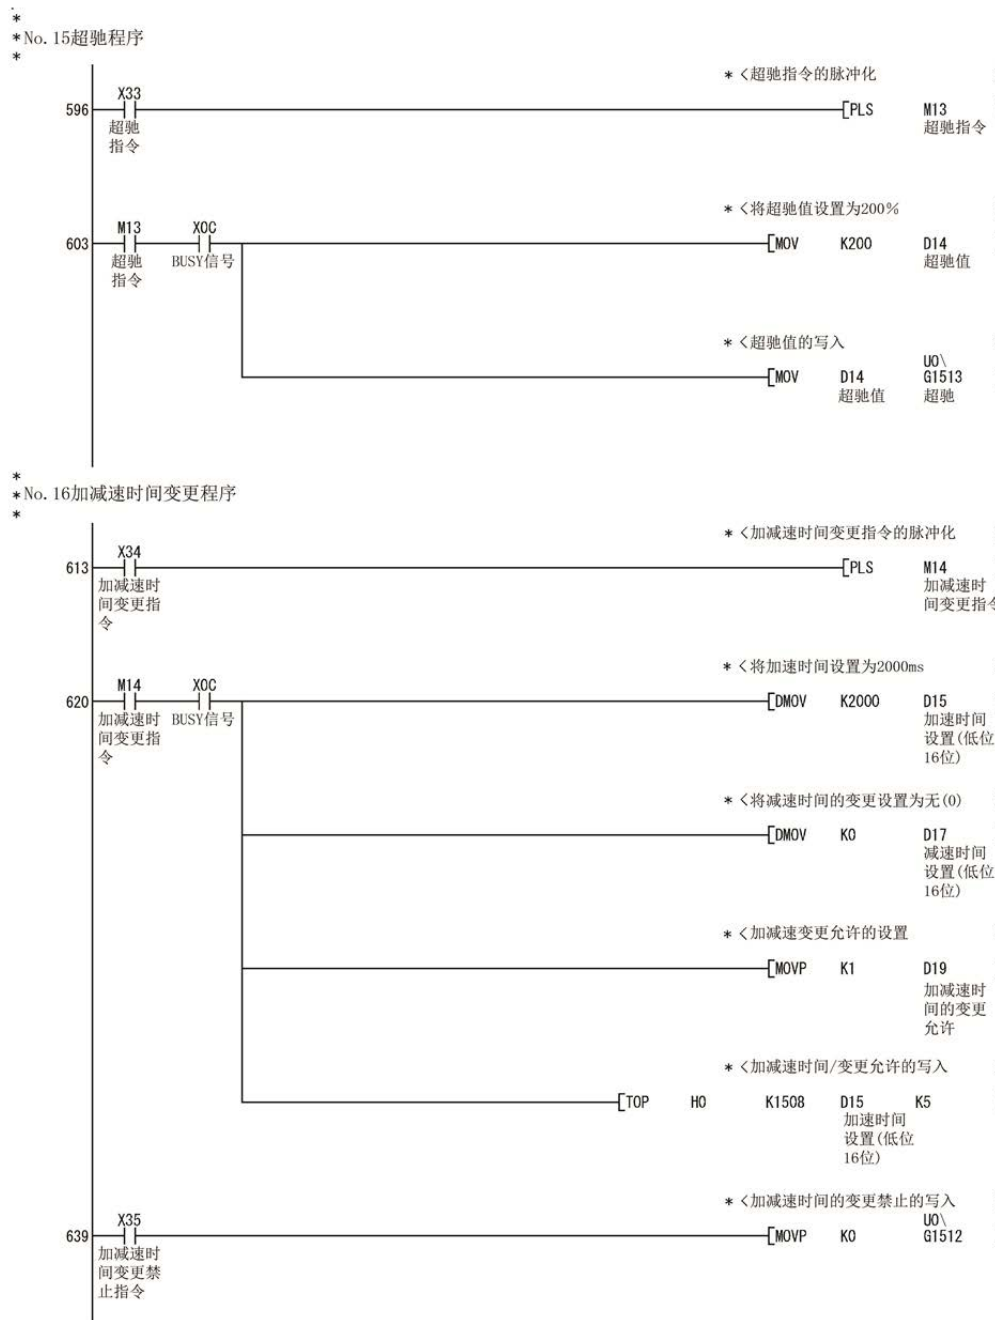 *
*No.15超驰程序
*
* <超驰指令的脉冲化
X33
596 [PLS M13
超驰 超驰指令
指令
* <将超驰值设置为200%
M13 X0C
603 [MOV K200 D14
超驰 BUSY信号 超驰值
指令
* <超驰值的写入
U0\
[MOV D14 G1513
超驰值 超驰
*
*No.16加减速时间变更程序
*
* <加减速时间变更指令的脉冲化
X34
613 [PLS M14
加减速时 加减速时
间变更指 间变更指令
令
* <将加速时间设置为2000ms
M14 X0C
620 [DMOV K2000 D15
加减速时 BUSY信号 加速时间
间变更指 设置(低位
令 16位)
* <将减速时间的变更设置为无(0)
[DMOV K0 D17
减速时间
设置(低位
16位)
* <加减速变更允许的设置
[MOVP K1 D19
加减速时
间的变更
允许
* <加减速时间/变更允许的写入
[TOP H0 K1508 D15 K5
加速时间
设置(低位
16位)
* <加减速时间的变更禁止的写入
X35 U0\
639 [MOVP K0 G1512
加减速时
间变更禁
止指令